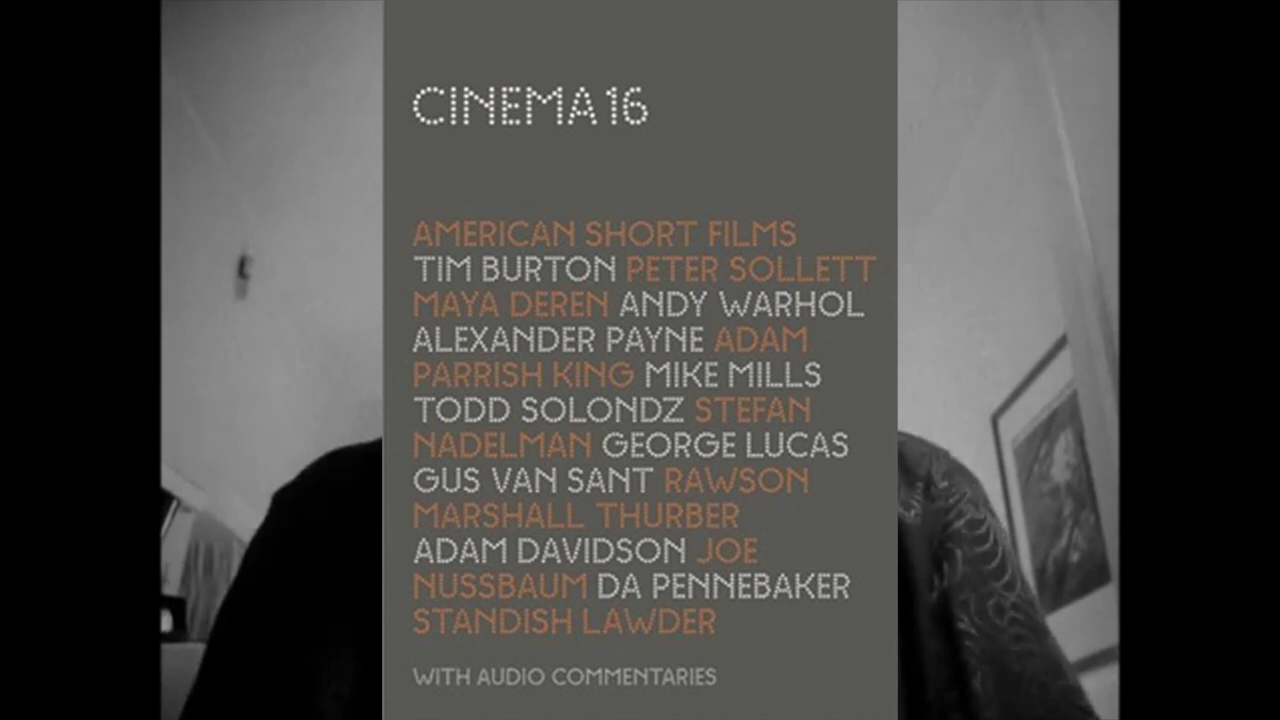 CINEMA 16
AMERICAN SHORT FILMS
TIM BURTON PETER SOLLETT
MAYA DEREN ANDY WARHOL
ALEXANDER PAYNE ADAM
PARRISH KING MIKE MILLS
TODD SOLONDZ STEFAN
NADELMAN GEORGE LUCAS
GUS VAN SANT RAWSON
MARSHALL THURBER
ADAM DAVIDSON JOE
NUSSBAUM DA PENNEBAKER
STANDISH LAWDER
WITH AUDIO COMMENTARIES